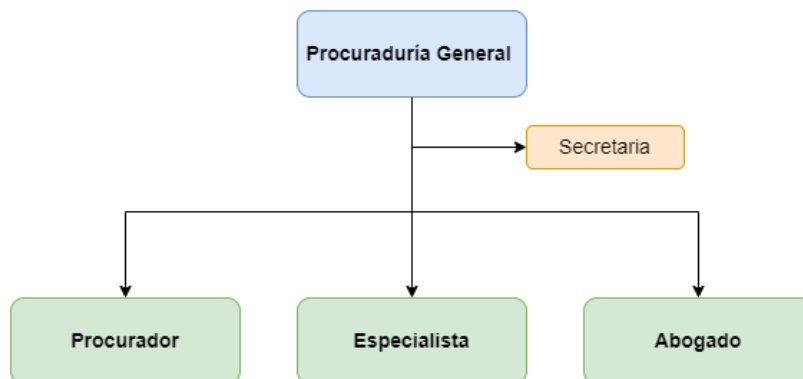 Procuraduría General
Secretaria
Procurador
Especialista
Abogado